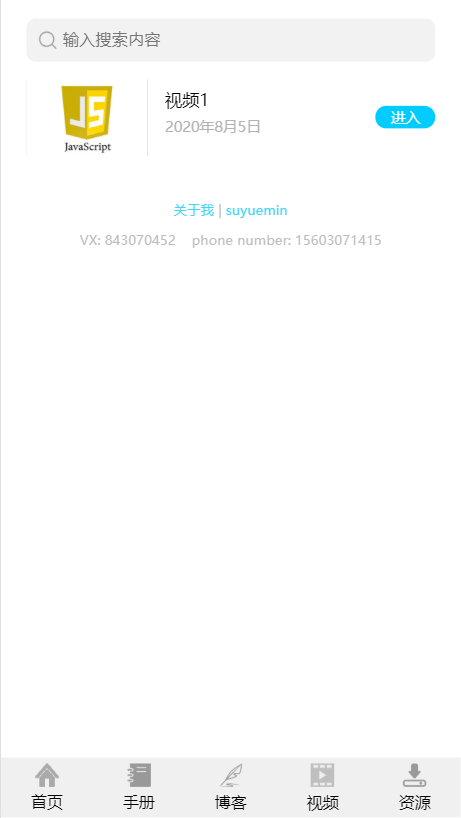 输入搜索内容
JS
JavaScript
视频1
2020年8月5日
进入
关于我 | suyuemin
VX: 843070452 phone number: 15603071415
首页 手册 博客 视频 资源